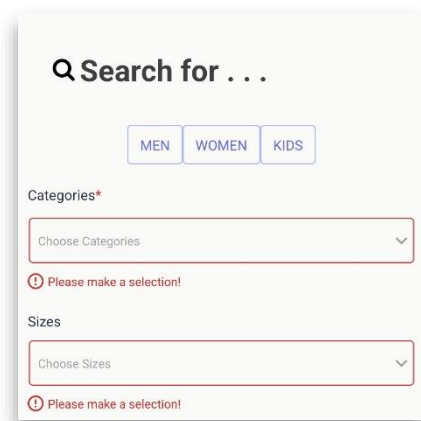 Search for . . .
MEN WOMEN KIDS
Categories*
Choose Categories
Please make a selection!
Sizes
Choose Sizes
Please make a selection!